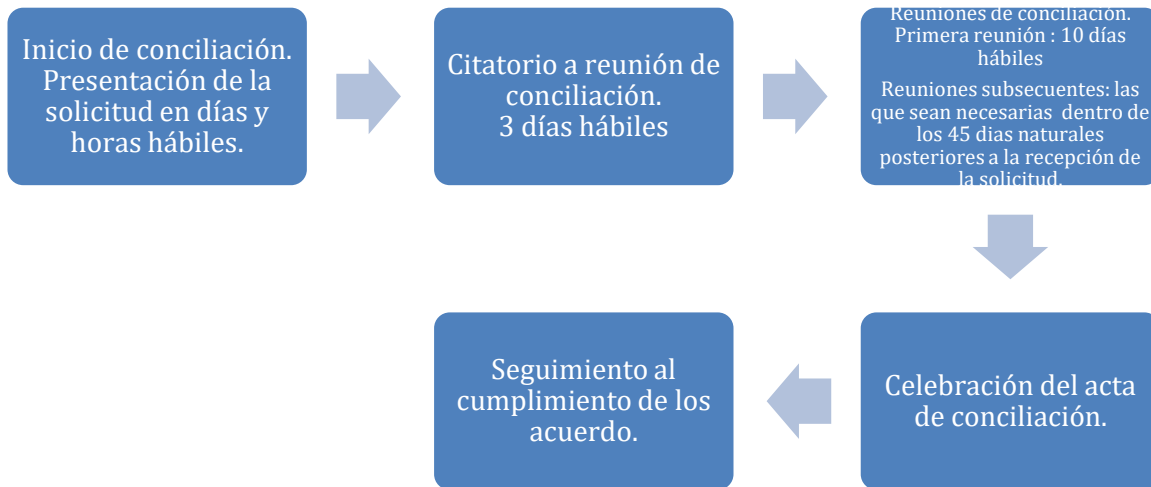 Inicio de conciliación.
Presentación de la
solicitud en días y
horas hábiles.
Citatorio a reunión de
conciliación.
3 días hábiles
Reuniones de conciliación.
Primera reunión : 10 días
hábiles
Reuniones subsecuentes: las
que sean necesarias dentro de
los 45 dias naturales
posteriores a la recepción de
la solicitud.
Celebración del acta
de conciliación.
Seguimiento al
cumplimiento de los
acuerdo.